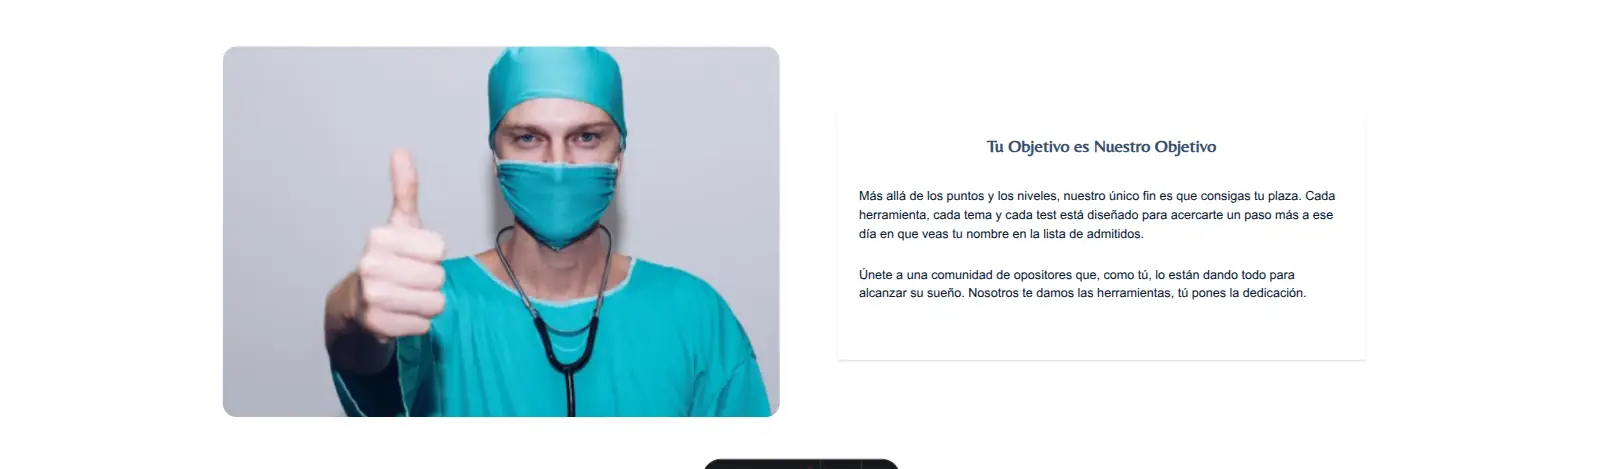 Tu Objetivo es Nuestro Objetivo
Más allá de los puntos y los niveles, nuestro único fin es que consigas tu plaza. Cada
herramienta, cada tema y cada test está diseñado para acercarte un paso más a ese
día en que veas tu nombre en la lista de admitidos.
Únete a una comunidad de opositores que, como tú, lo están dando todo para
alcanzar su sueño. Nosotros te damos las herramientas, tú pones la dedicación.